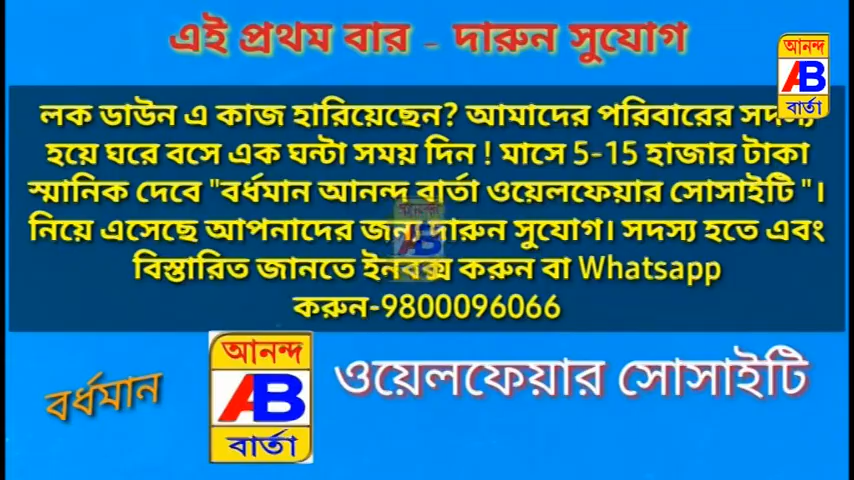 এই প্রথম বার - দারুন সুযোগ
আনন্দ
AB
বার্তা
লক ডাউন এ কাজ হারিয়েছেন? আমাদের পরিবারের সদস্য
হয়ে ঘরে বসে এক ঘন্টা সময় দিন ! মাসে 5-15 হাজার টাকা
স্মানিক দেবে "বর্ধমান আনন্দ বার্তা ওয়েলফেয়ার সোসাইটি "।
নিয়ে এসেছে আপনাদের জন্য দারুন সুযোগ। সদস্য হতে এবং
বিস্তারিত জানতে ইনবক্স করুন বা Whatsapp
করুন-9800096066
AB
বর্ধমান
আনন্দ
AB
বার্তা
ওয়েলফেয়ার সোসাইটি